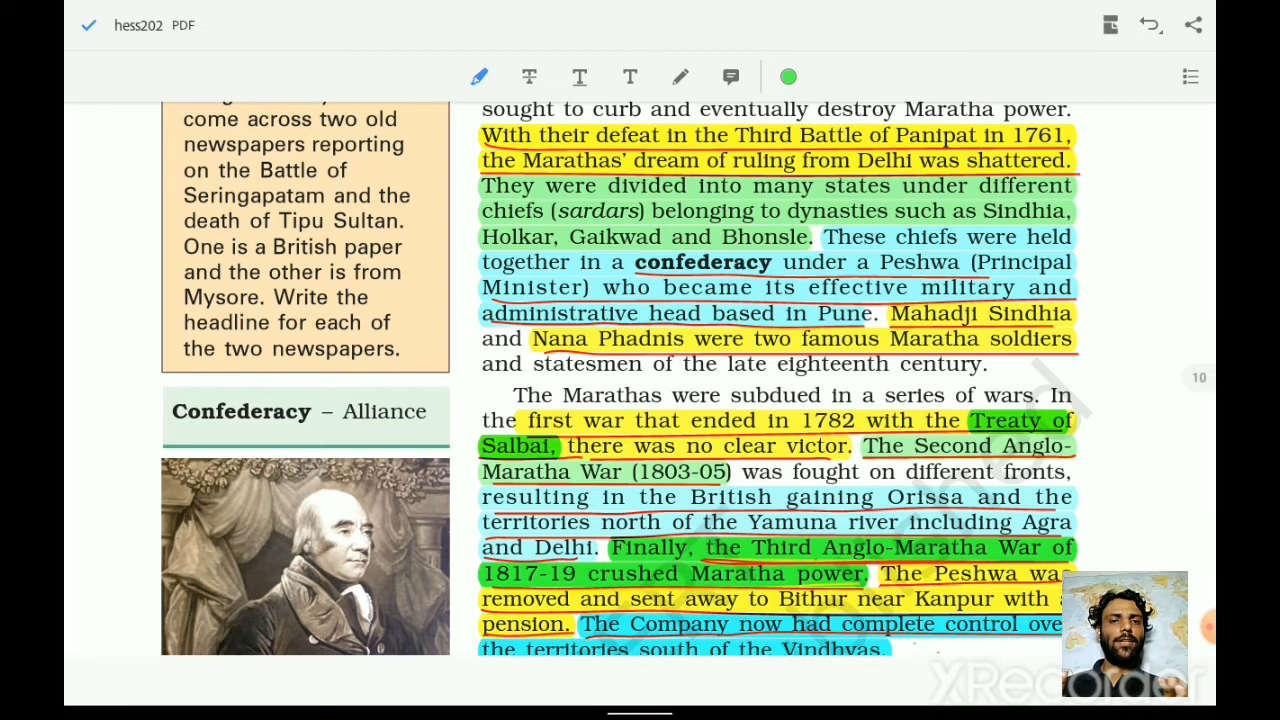 hess202 PDF
come across two old
newspapers reporting
on the Battle of
Seringapatam and the
death of Tipu Sultan.
One is a British paper
and the other is from
Mysore. Write the
headline for each of
the two newspapers.
Confederacy – Alliance
sought to curb and eventually destroy Maratha power.
With their defeat in the Third Battle of Panipat in 1761,
the Marathas’ dream of ruling from Delhi was shattered.
They were divided into many states under different
chiefs (sardars) belonging to dynasties such as Sindhia,
Holkar, Gaikwad and Bhonsle. These chiefs were held
together in a confederacy under a Peshwa (Principal
Minister) who became its effective military and
administrative head based in Pune. Mahadji Sindhia
and Nana Phadnis were two famous Maratha soldiers
and statesmen of the late eighteenth century.
The Marathas were subdued in a series of wars. In
the first war that ended in 1782 with the Treaty of
Salbai, there was no clear victor. The Second Anglo-
Maratha War (1803-05) was fought on different fronts,
resulting in the British gaining Orissa and the
territories north of the Yamuna river including Agra
and Delhi. Finally, the Third Anglo-Maratha War of
1817-19 crushed Maratha power. The Peshwa was
removed and sent away to Bithur near Kanpur with
pension. The Company now had complete control over
the territories south of the Vindhyas.
10
XRecorder